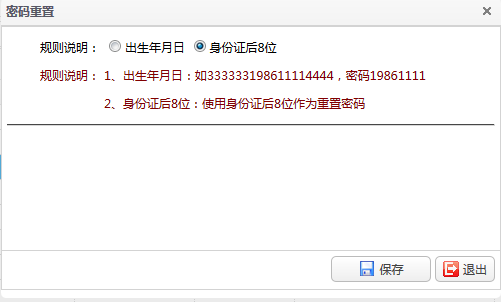 密码重置
规则说明： 出生年月日 身份证后8位
规则说明： 1、出生年月日：如333333198611114444，密码19861111
2、身份证后8位：使用身份证后8位作为重置密码
保存 退出